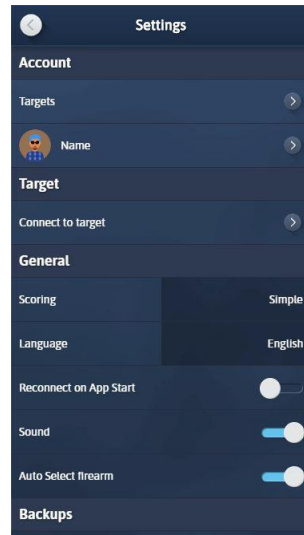 Settings
Account
Targets
Name
Target
Connect to target
General
Scoring Simple
Language English
Reconnect on App Start
Sound
Auto Select firearm
Backups